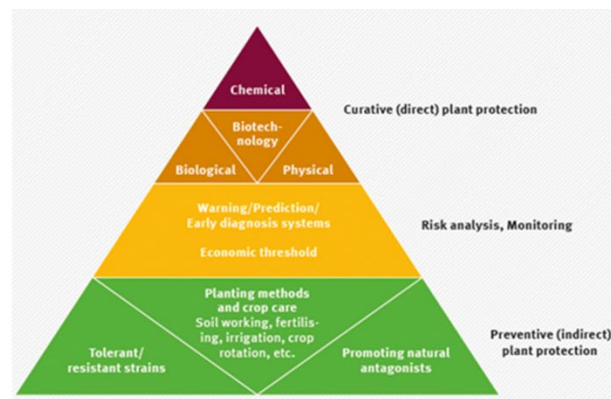 Chemical
Curative (direct) plant protection
Biotech-
nology
Biological
Physical
Warning/Prediction/
Early diagnosis systems
Economic threshold
Risk analysis, Monitoring
Planting methods
and crop care
Soil working, fertilis-
ing, irrigation, crop
rotation, etc.
Tolerant/
resistant strains
Promoting natural
antagonists
Preventive (indirect)
plant protection